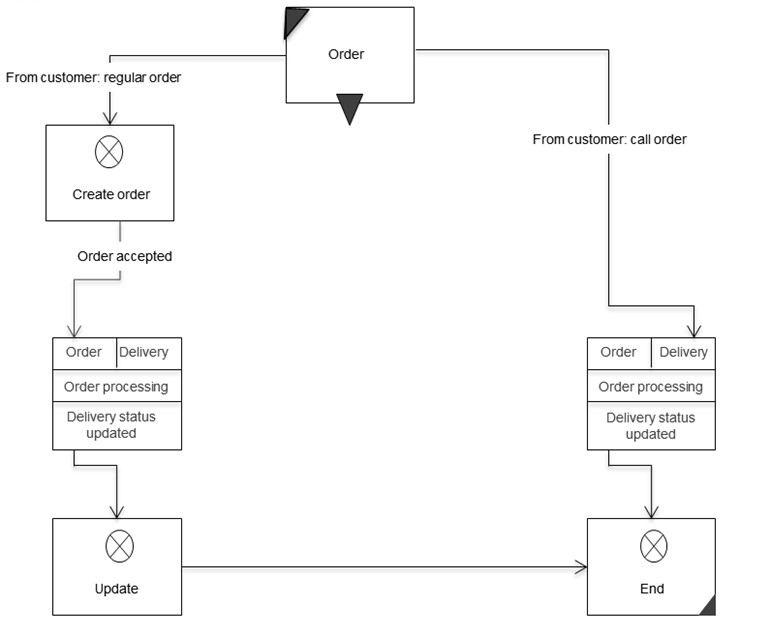 Order
From customer: regular order
From customer: call order
Create order
Order accepted
Order Delivery
Order processing
Delivery status
updated
Order Delivery
Order processing
Delivery status
updated
Update
End